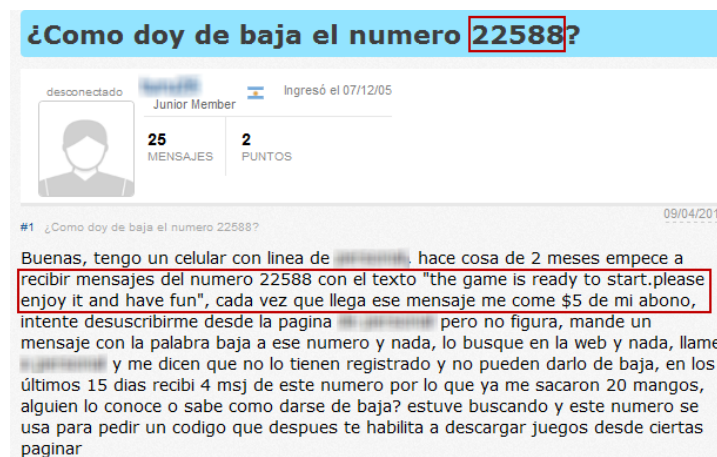 ¿Como doy de baja el numero 22588?
desconectado
Ingresó el 07/12/05
Junior Member
25
2
MENSAJES
PUNTOS
09/04/201
#1 ¿Como doy de baja el numero 22588?
Buenas, tengo un celular con linea de hace cosa de 2 meses empece a
recibir mensajes del numero 22588 con el texto "the game is ready to start.please
enjoy it and have fun", cada vez que llega ese mensaje me come $5 de mi abono,
intente desuscribirme desde la pagina pero no figura, mande un
mensaje con la palabra baja a ese numero y nada, lo busque en la web y nada, llame
y me dicen que no lo tienen registrado y no pueden darlo de baja, en los
últimos 15 dias recibi 4 msj de este numero por lo que ya me sacaron 20 mangos,
alguien lo conoce o sabe como darse de baja? estuve buscando y este numero se
usa para pedir un codigo que despues te habilita a descargar juegos desde ciertas
paginar